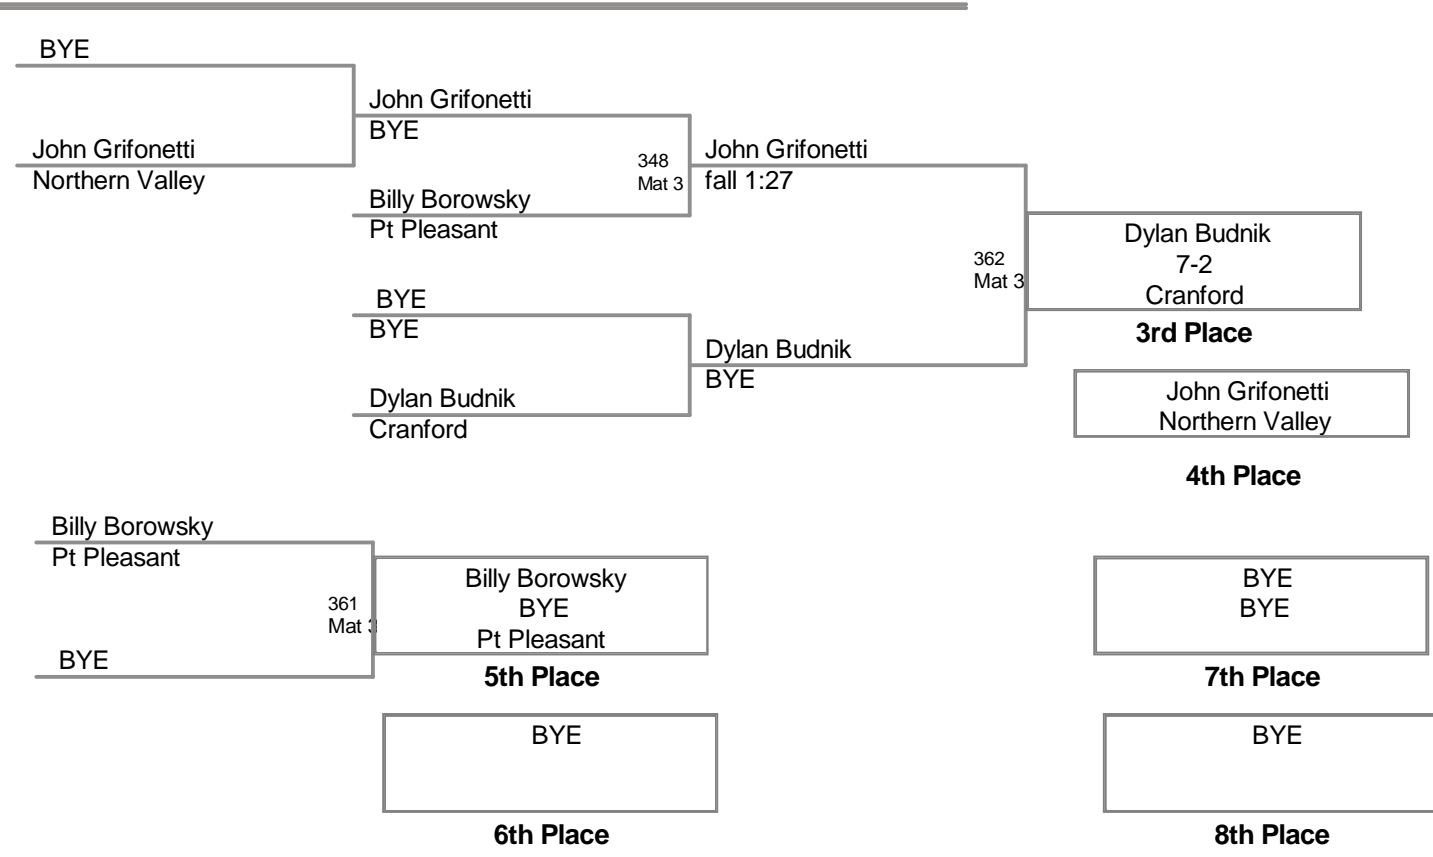 BYE
John Grifonetti
BYE
John Grifonetti
Northern Valley
348
Mat 3
John Grifonetti
fall 1:27
Billy Borowsky
Pt Pleasant
362
Mat 3
Dylan Budnik
7-2
Cranford
3rd Place
BYE
BYE
Dylan Budnik
BYE
Dylan Budnik
Cranford
John Grifonetti
Northern Valley
4th Place
Billy Borowsky
Pt Pleasant
361
Mat 3
BYE
Billy Borowsky
BYE
Pt Pleasant
5th Place
BYE
BYE
7th Place
BYE
6th Place
BYE
8th Place